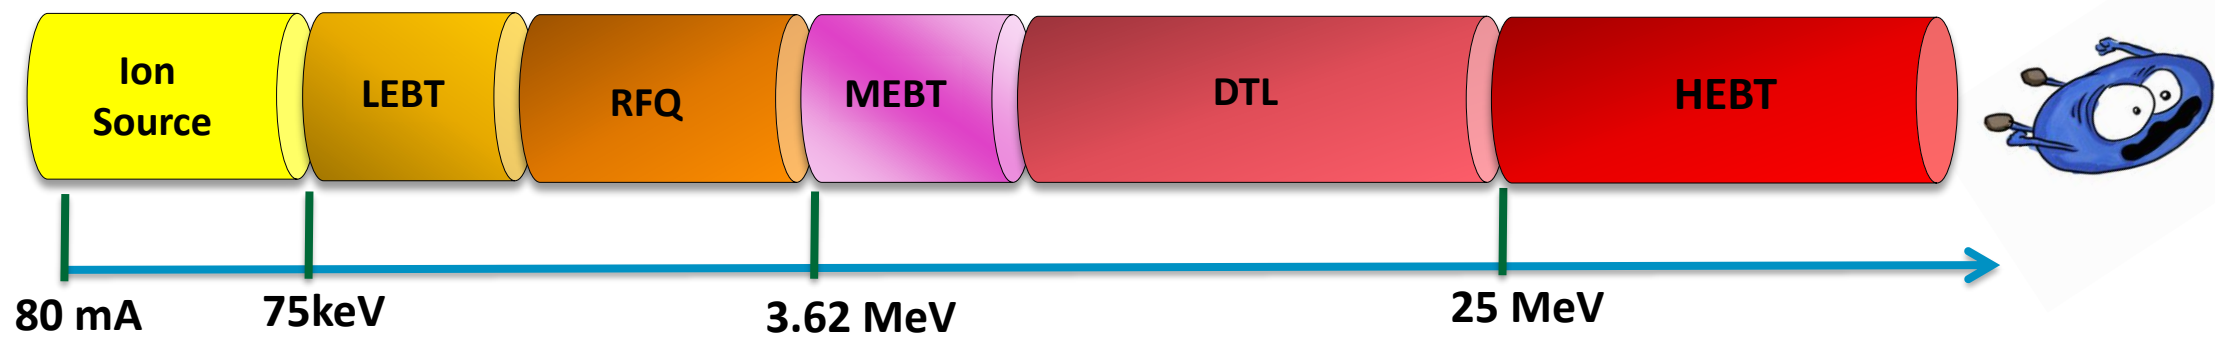 Ion
Source
LEBT
RFQ
MEBT
DTL
HEBT
80 mA
75keV
3.62 MeV
25 MeV